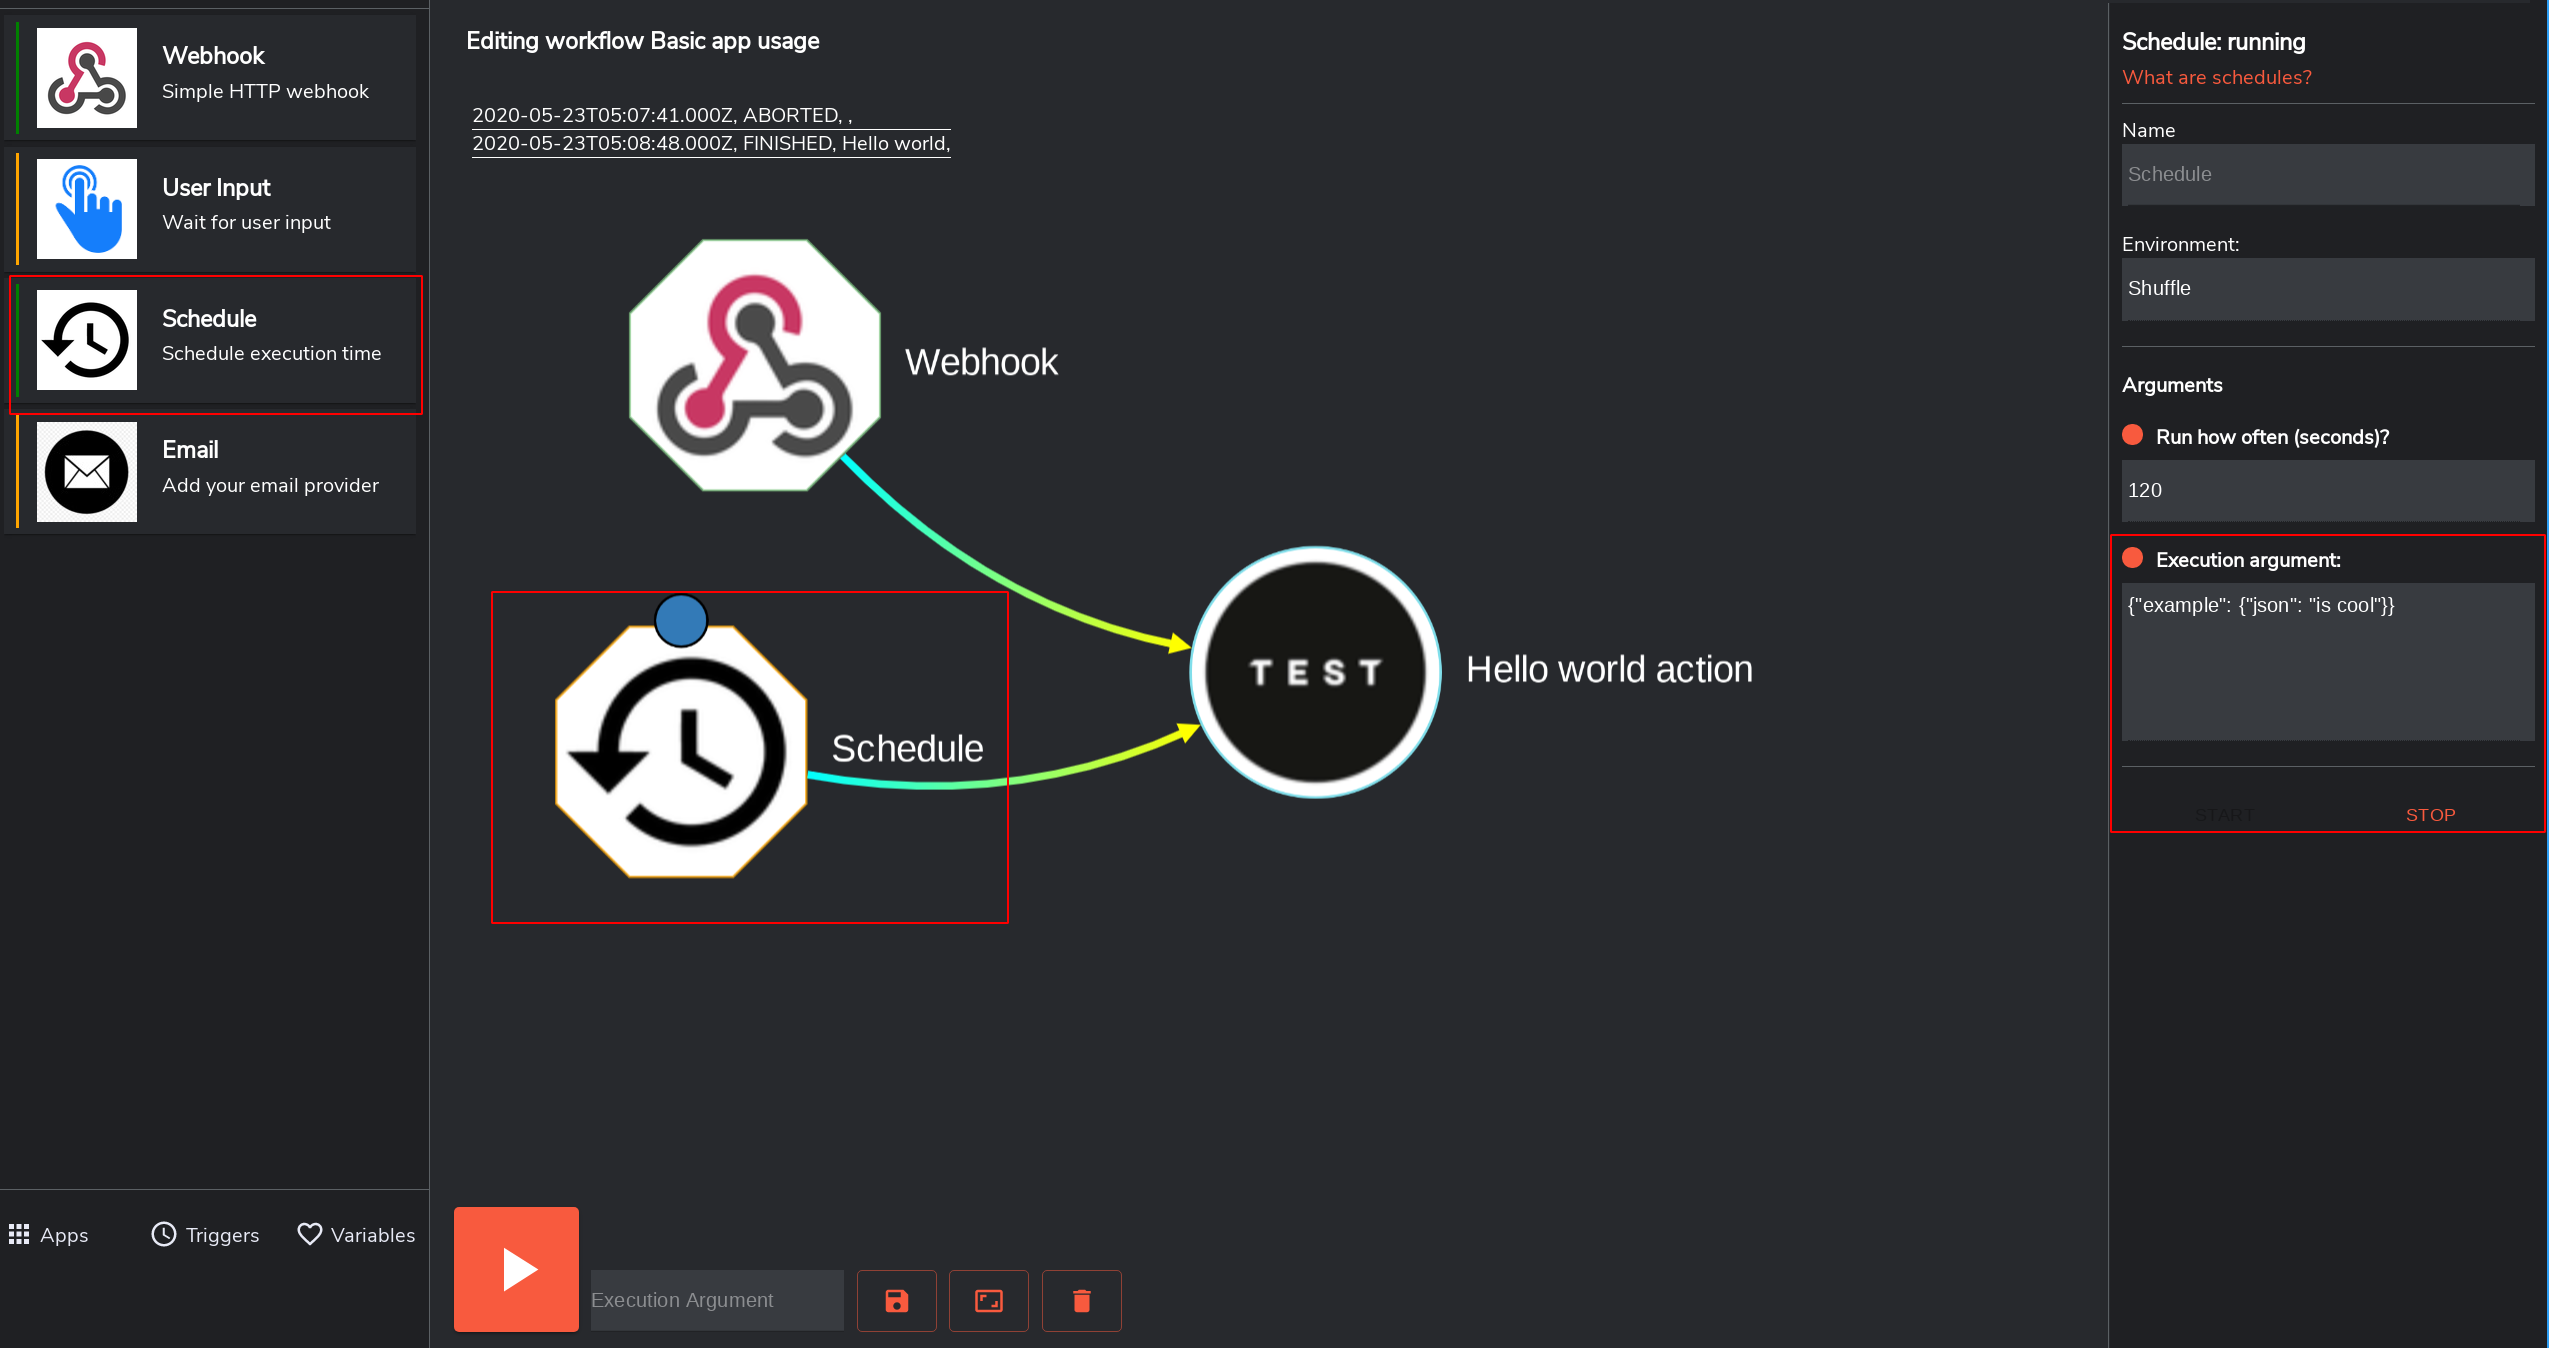 Webhook
Simple HTTP webhook
User Input
Wait for user input
Schedule
Schedule execution time
Email
Add your email provider
Apps
Triggers
Variables
Editing workflow Basic app usage
2020-05-23T05:07:41.000Z, ABORTED, ,
2020-05-23T05:08:48.000Z, FINISHED, Hello world,
Webhook
Schedule
TEST
Hello world action
Execution Argument
Schedule: running
What are schedules?
Name
Schedule
Environment:
Shuffle
Arguments
Run how often (seconds)?
120
Execution argument:
{"example": {"json": "is cool"}}
START
STOP